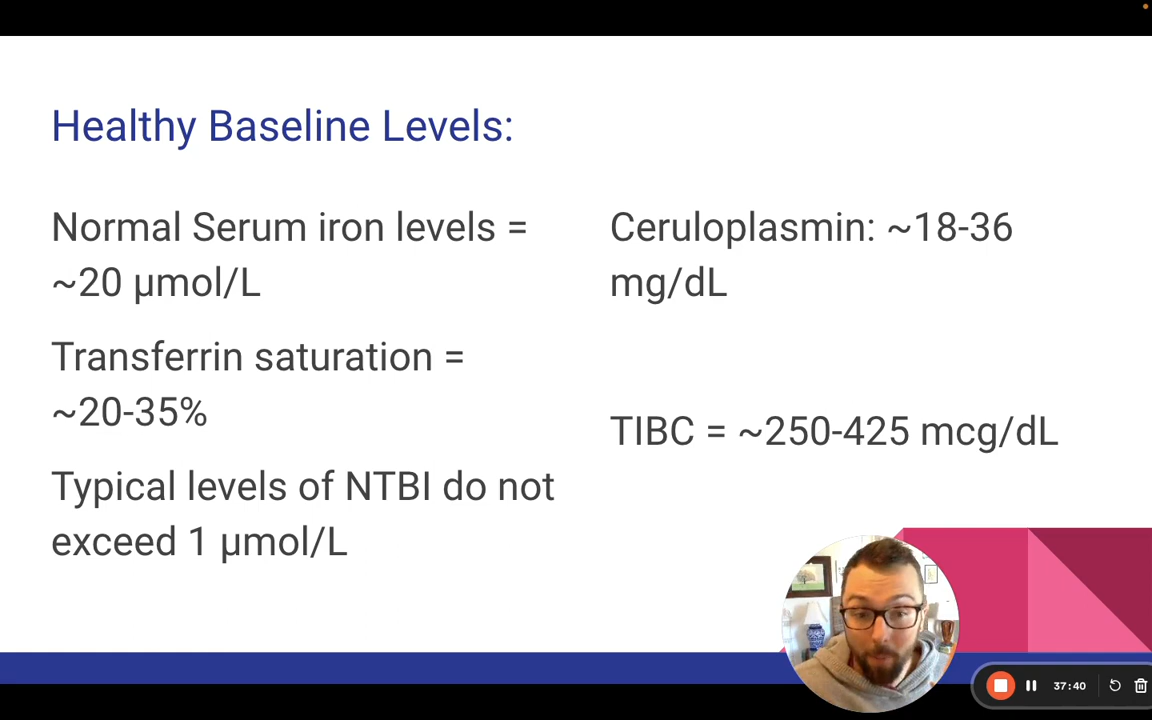 Healthy Baseline Levels:
Normal Serum iron levels =
~20 μmol/L
Transferrin saturation =
~20-35%
Typical levels of NTBI do not
exceed 1 μmol/L
Ceruloplasmin: ~18-36
mg/dL
TIBC = ~250-425 mcg/dL
37:40